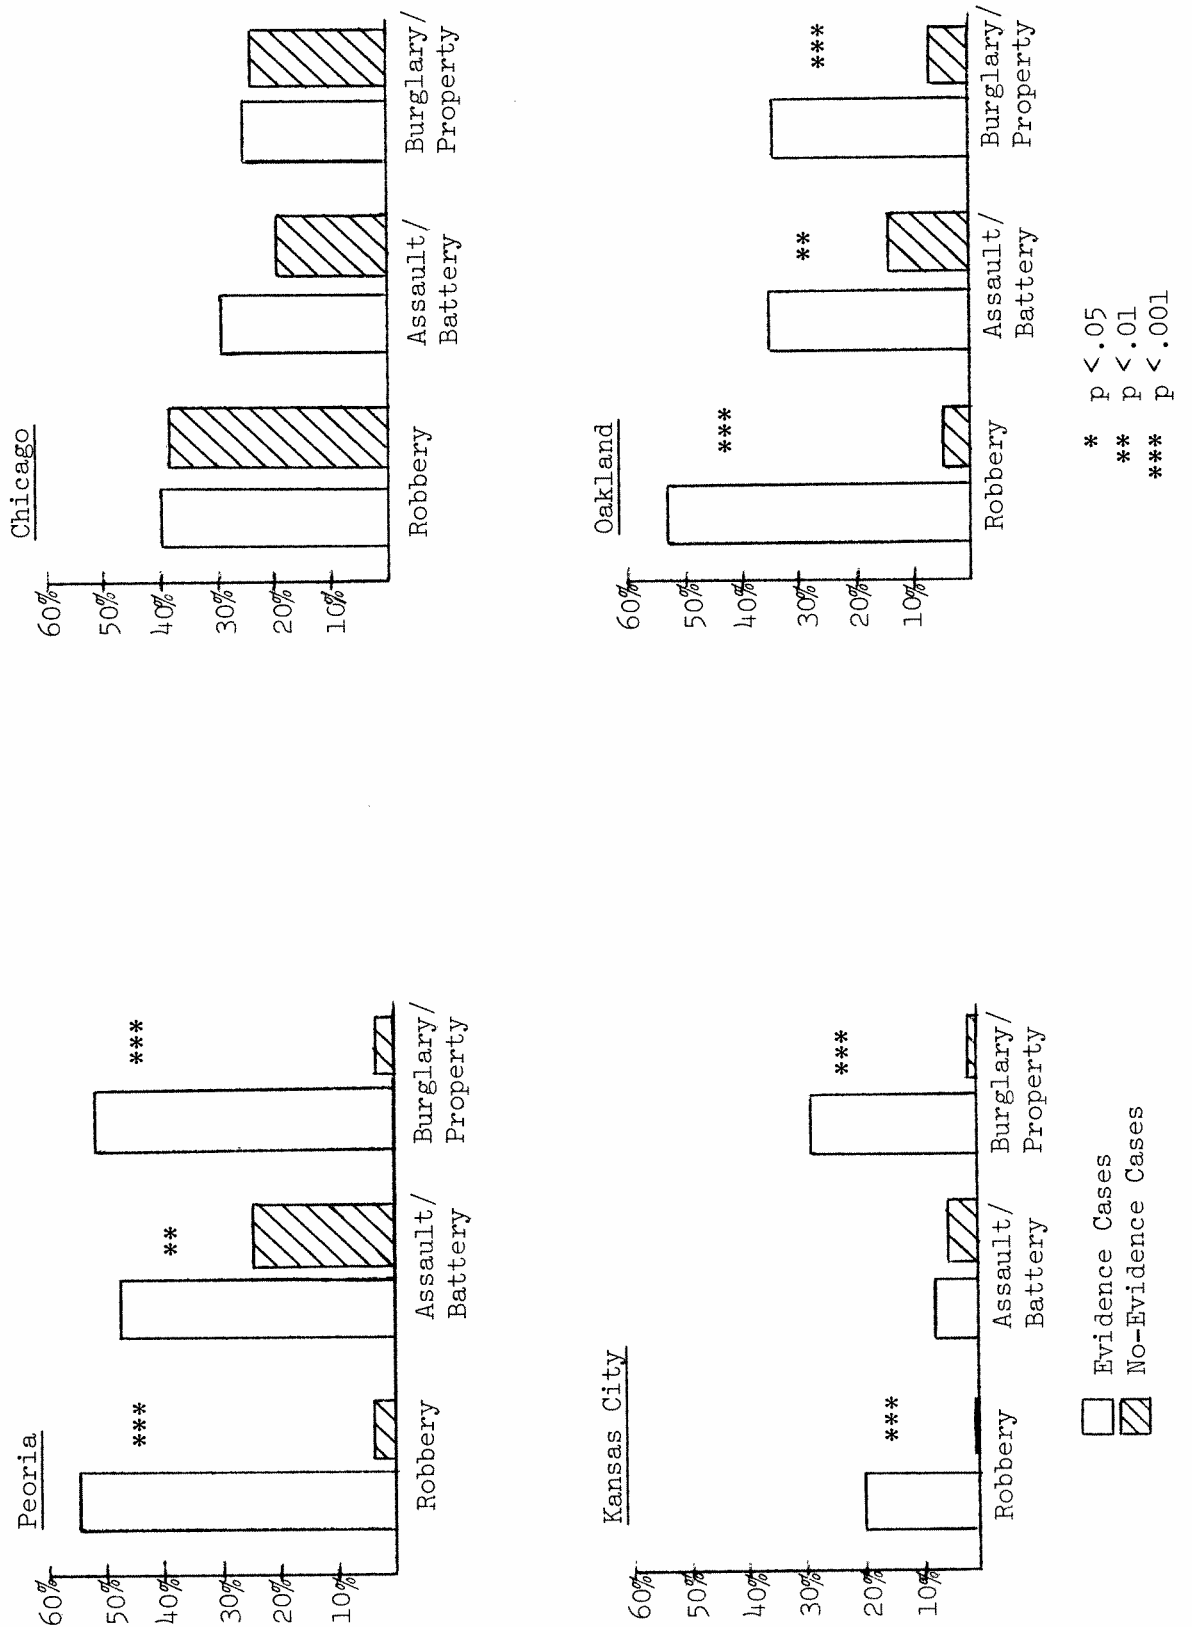 Peoria
60%
50%
40%
30%
20%
10%
***
**
***
Robbery
Assault/
Battery
Burglary/
Property
Chicago
60%
50%
40%
30%
20%
10%
Robbery
Assault/
Battery
Burglary/
Property
Kansas City
60%
50%
40%
30%
20%
10%
***
***
Robbery
Assault/
Battery
Burglary/
Property
Oakland
60%
50%
40%
30%
20%
10%
***
**
***
Robbery
Assault/
Battery
Burglary/
Property
Evidence Cases
No-Evidence Cases
* p <.05
** p <.01
*** p <.001